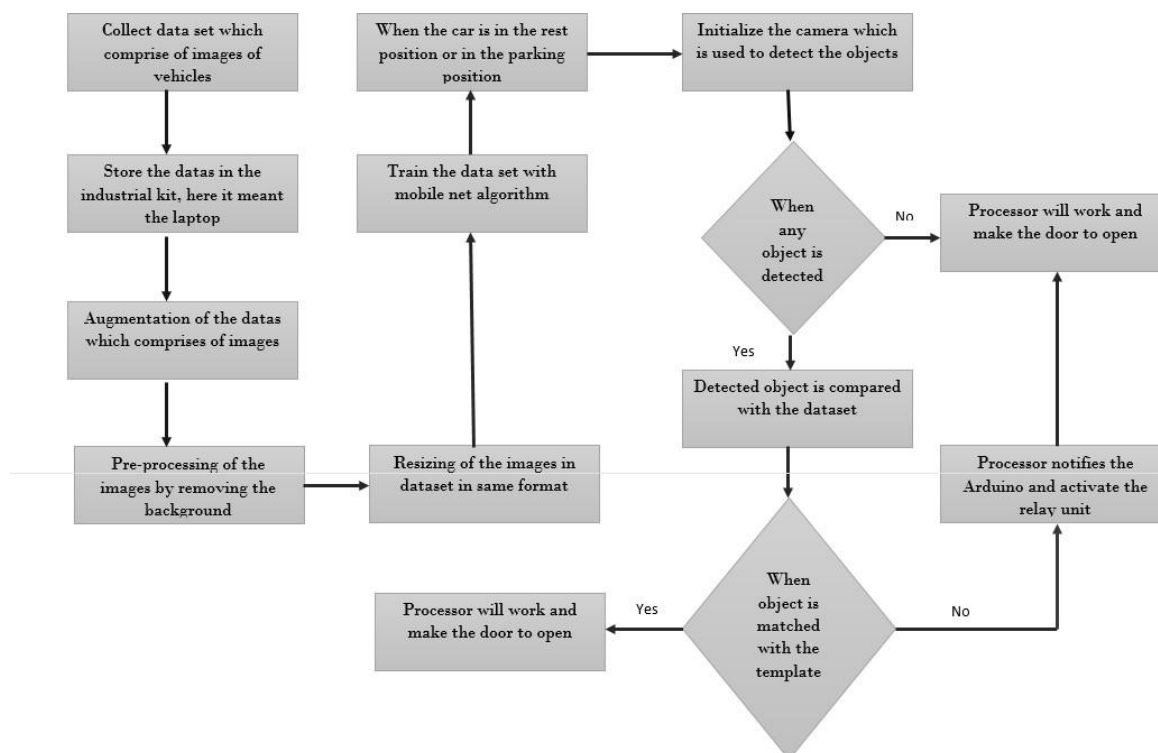 Collect data set which
comprise of images of
vehicles
Store the datas in the
industrial kit, here it meant
the laptop
Augmentation of the datas
which comprises of images
Pre-processing of the
images by removing the
background
Resizing of the images in
dataset in same format
Train the data set with
mobile net algorithm
When the car is in the rest
position or in the parking
position
Initialize the camera which
is used to detect the objects
When
any
object is
detected
No
Processor will work and
make the door to open
Yes
Detected object is compared
with the dataset
When
object is
matched
with the
template
Yes
Processor will work and
make the door to open
No
Processor notifies the
Arduino and activate the
relay unit